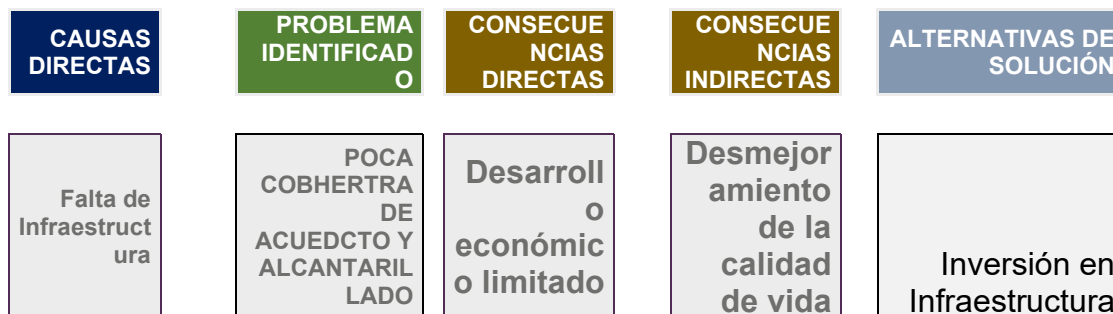 CAUSAS
DIRECTAS
PROBLEMA
IDENTIFICAD
O
CONSECUE
NCIAS
DIRECTAS
CONSECUE
NCIAS
INDIRECTAS
ALTERNATIVAS DE
SOLUCIÓN
Falta de
Infraestruct
ura
POCA
COBHERTRA
DE
ACUEDCTO Y
ALCANTARIL
LADO
Desarroll
o
económic
o limitado
Desmejor
amiento
de la
calidad
de vida
Inversión en
Infraestructura